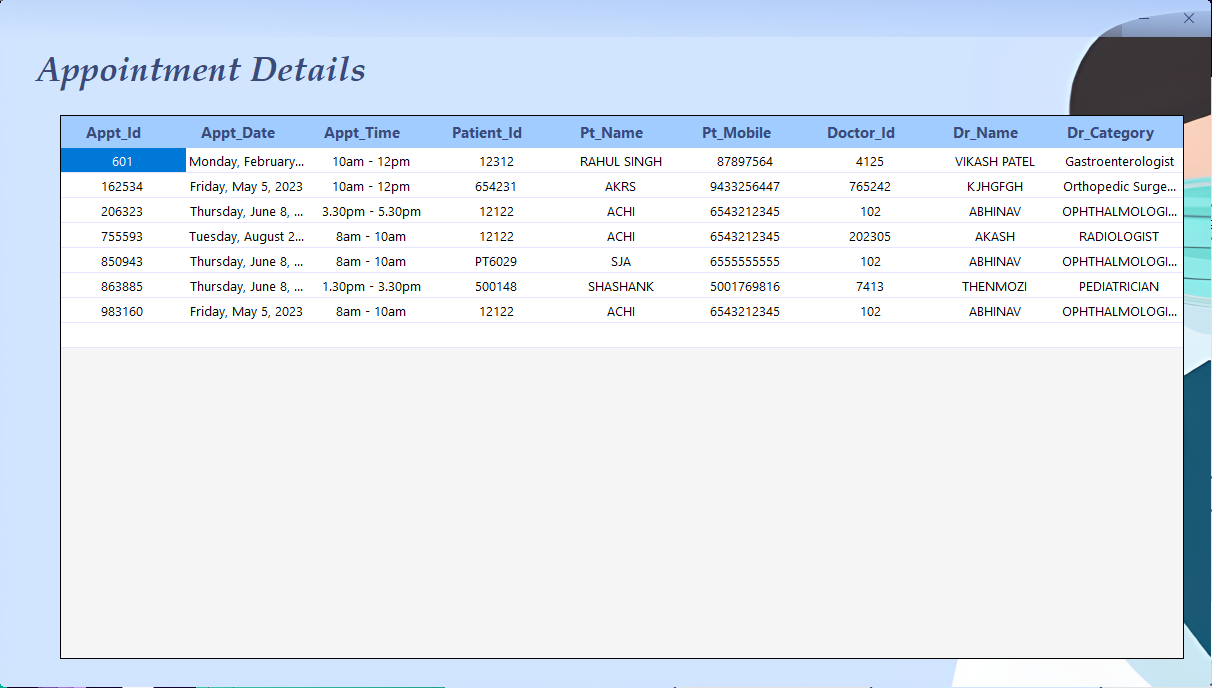 Appointment Details
Appt_Id Appt_Date Appt_Time Patient_Id Pt_Name Pt_Mobile Doctor_Id Dr_Name Dr_Category
601 Monday, February... 10am - 12pm 12312 RAHUL SINGH 87897564 4125 VIKASH PATEL Gastroenterologist
162534 Friday, May 5, 2023 10am - 12pm 654231 AKRS 9433256447 765242 KJHGFGH Orthopedic Surge...
206323 Thursday, June 8, ... 3.30pm - 5.30pm 12122 ACHI 6543212345 102 ABHINAV OPHTHALMOLOGI...
755593 Tuesday, August 2... 8am - 10am 12122 ACHI 6543212345 202305 AKASH RADIOLOGIST
850943 Thursday, June 8, ... 8am - 10am PT6029 SJA 6555555555 102 ABHINAV OPHTHALMOLOGI...
863885 Thursday, June 8, ... 1.30pm - 3.30pm 500148 SHASHANK 5001769816 7413 THENMOZI PEDIATRICIAN
983160 Friday, May 5, 2023 8am - 10am 12122 ACHI 6543212345 102 ABHINAV OPHTHALMOLOGI...